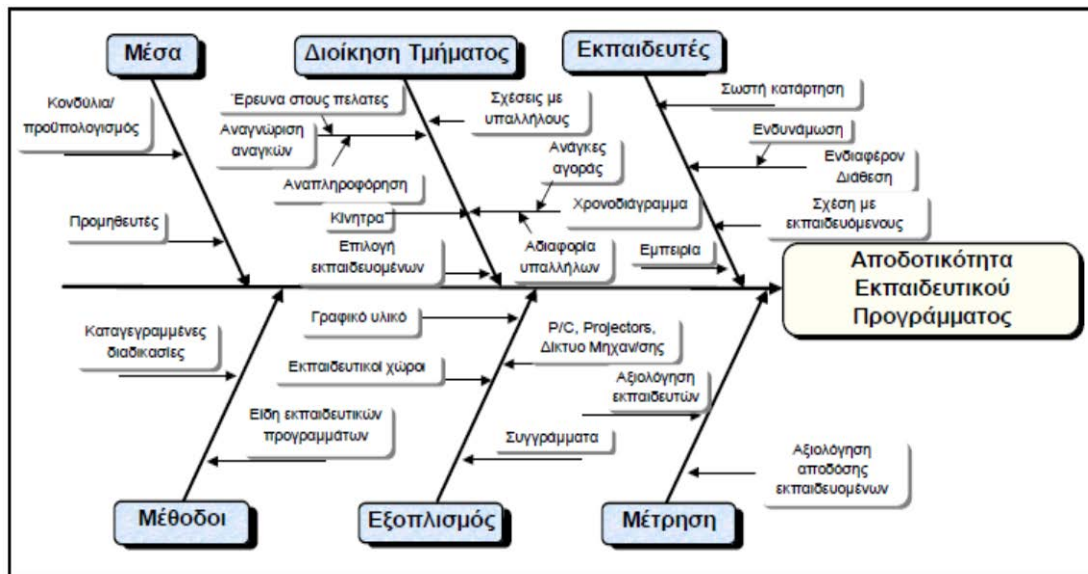 Μέσα
Διοίκηση Τμήματος
Εκπαιδευτές
Κονδύλια/
προϋπολογισμός
Προμηθευτές
Έρευνα στους πελατες
Αναγνώριση
αναγκών
Αναπληροφόρηση
Κίνητρα
Επιλογή
εκπαιδευομένων
Σχέσεις με
υπαλλήλους
Ανάγκες
αγοράς
Χρονοδιάγραμμα
Αδιαφορία
υπαλλήλων
Σωστή κατάρτηση
Ενδυνάμωση
Ενδιαφέρον
Διάθεση
Σχέση με
εκπαιδευόμενους
Εμπειρία
Αποδοτικότητα
Εκπαιδευτικού
Προγράμματος
Καταγεγραμμένες
διαδικασίες
Είδη εκπαιδευτικών
προγραμμάτων
Γραφικό υλικό
Εκπαιδευτικοί χώροι
P/C, Projectors,
Δίκτυο Μηχαν/σης
Συγγράμματα
Αξιολόγηση
εκπαιδευτών
Αξιολόγηση
αποδόσης
εκπαιδευομένων
Μέθοδοι
Εξοπλισμός
Μέτρηση